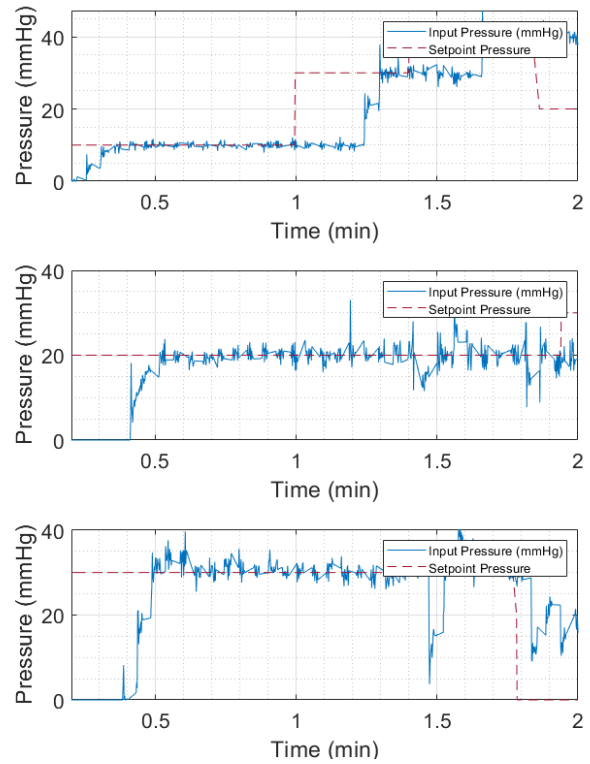 Pressure (mmHg)
Input Pressure (mmHg)
Setpoint Pressure
40
20
0
0.5
1
1.5
2
Time (min)
Pressure (mmHg)
Input Pressure (mmHg)
Setpoint Pressure
40
20
0
0.5
1
1.5
2
Time (min)
Pressure (mmHg)
Input Pressure (mmHg)
Setpoint Pressure
40
20
0
0.5
1
1.5
2
Time (min)